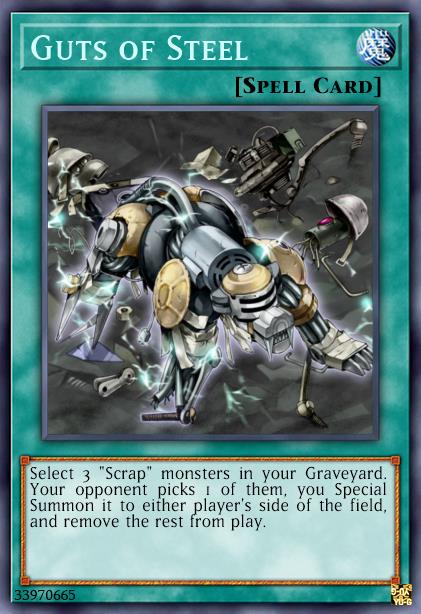 GUTS OF STEEL
魔
[SPELL CARD]
Select 3 "Scrap" monsters in your Graveyard.
Your opponent picks 1 of them, you Special
Summon it to either player's side of the field,
and remove the rest from play.
33970665